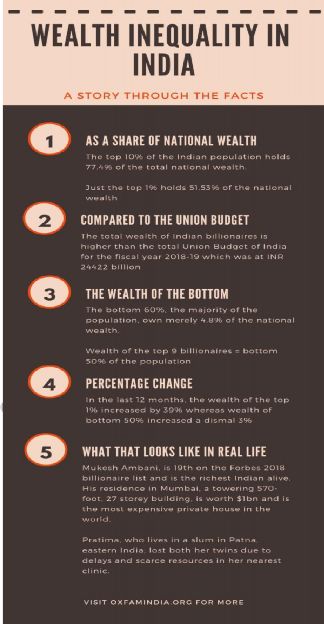 WEALTH INEQUALITY IN
INDIA
A STORY THROUGH THE FACTS
1
AS A SHARE OF NATIONAL WEALTH
The top 10% of the Indian population holds
77.4% of the total national wealth.
Just the top 1% holds 51.53% of the national
wealth
2
COMPARED TO THE UNION BUDGET
The total wealth of Indian billionaires is
higher than the total Union Budget of India
for the fiscal year 2018-19 which was at INR
24422 billion
3
THE WEALTH OF THE BOTTOM
The bottom 60%, the majority of the
population, own merely 4.8% of the national
wealth.
Wealth of the top 9 billionaires = bottom
50% of the population
4
PERCENTAGE CHANGE
In the last 12 months, the wealth of the top
1% increased by 39% whereas wealth of
bottom 50% increased a dismal 3%
5
WHAT THAT LOOKS LIKE IN REAL LIFE
Mukesh Ambani, is 19th on the Forbes 2018
billionaire list and is the richest Indian alive.
His residence in Mumbai, a towering 570-
foot, 27 storey building, is worth $1bn and is
the most expensive private house in the
world.
Pratima, who lives in a slum in Patna,
eastern India, lost both her twins due to
delays and scarce resources in her nearest
clinic.
VISIT OXFAMINDIA.ORG FOR MORE